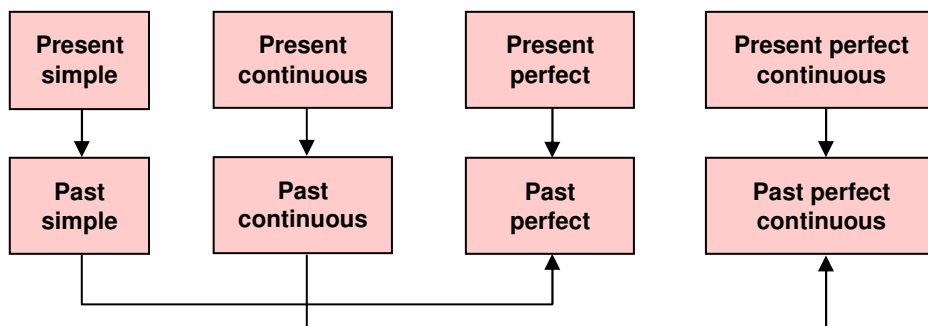 Present
simple
Present
continuous
Present
perfect
Present perfect
continuous
Past
simple
Past
continuous
Past
perfect
Past perfect
continuous